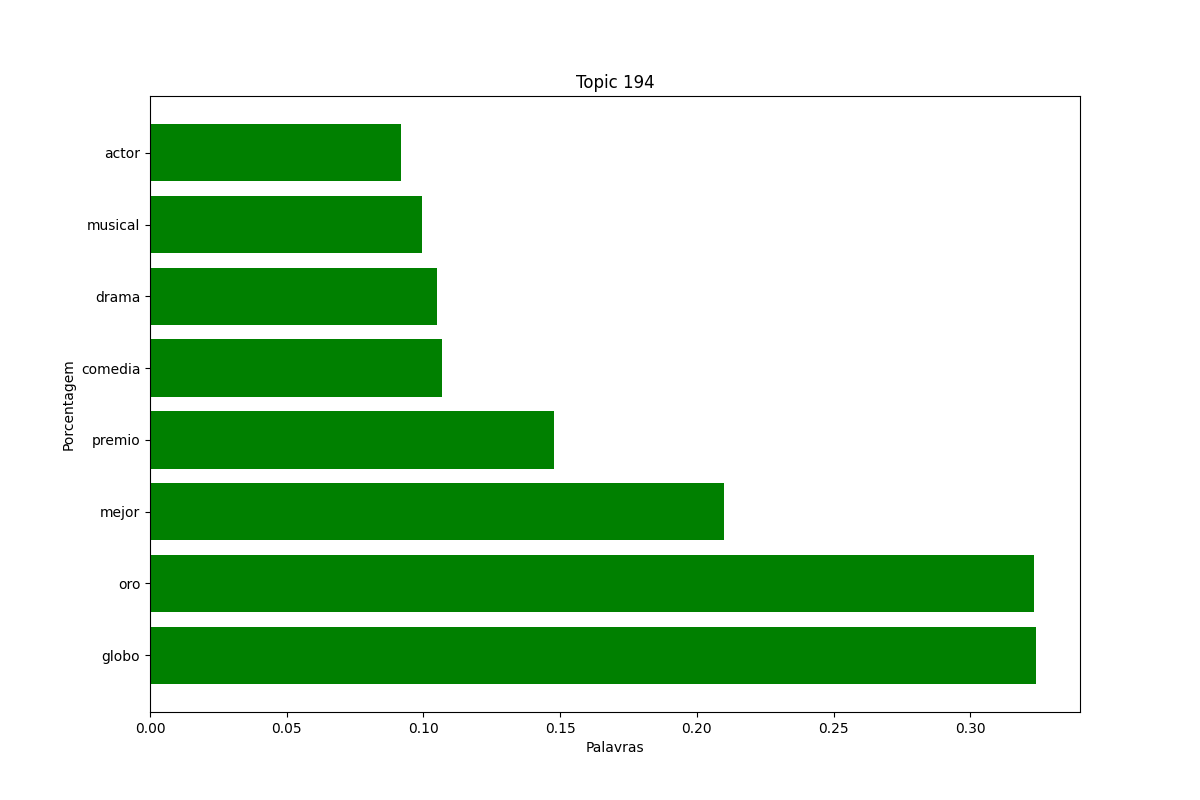 Topic 194
actor
musical
drama
comedia
premio
mejor
oro
globo
Porcentagem
0.00 0.05 0.10 0.15 0.20 0.25 0.30
Palavras